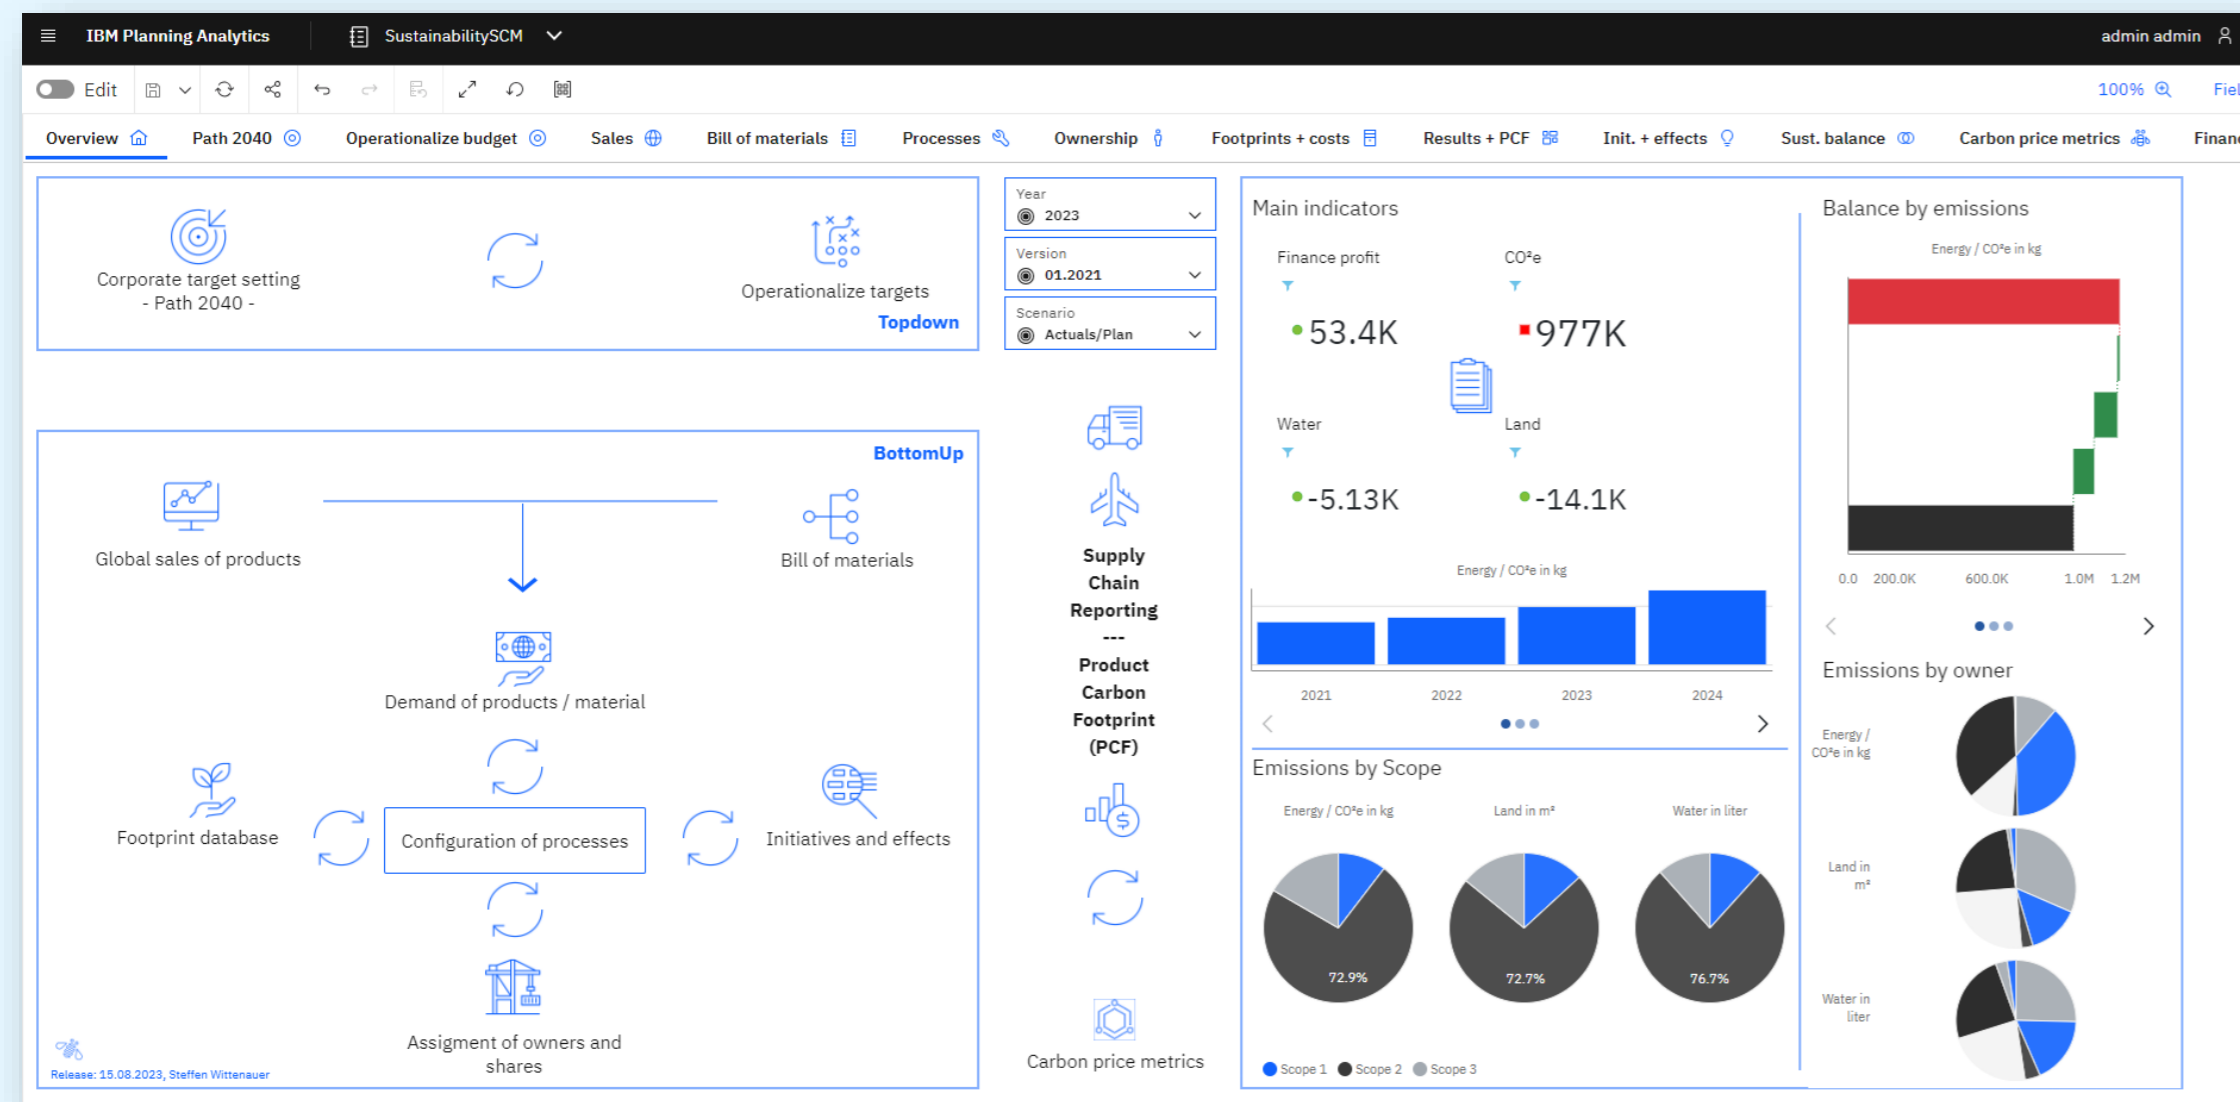 IBM Planning Analytics
SustainabilitySCM
admin admin
Edit
100%
Overview
Path 2040
Operationalize budget
Sales
Bill of materials
Processes
Ownership
Footprints + costs
Results + PCF
Init. + effects
Sust. balance
Carbon price metrics
Corporate target setting
- Path 2040 -
Operationalize targets
Topdown
Year
2023
Version
01.2021
Scenario
Actuals/Plan
BottomUp
Global sales of products
Bill of materials
Demand of products / material
Footprint database
Configuration of processes
Initiatives and effects
Assigment of owners and
shares
Release: 15.08.2023, Steffen Wittenauer
Supply
Chain
Reporting
---
Product
Carbon
Footprint
(PCF)
Carbon price metrics
Main indicators
Finance profit
53.4K
CO²e
977K
Water
-5.13K
Land
-14.1K
Energy / CO²e in kg
2021
2022
2023
2024
Emissions by Scope
Energy / CO²e in kg
Land in m²
Water in liter
72.9%
72.7%
76.7%
Scope 1
Scope 2
Scope 3
Balance by emissions
Energy / CO²e in kg
0.0
200.0K
600.0K
1.0M
1.2M
Emissions by owner
Energy /
CO²e in kg
Land in
m²
Water in
liter